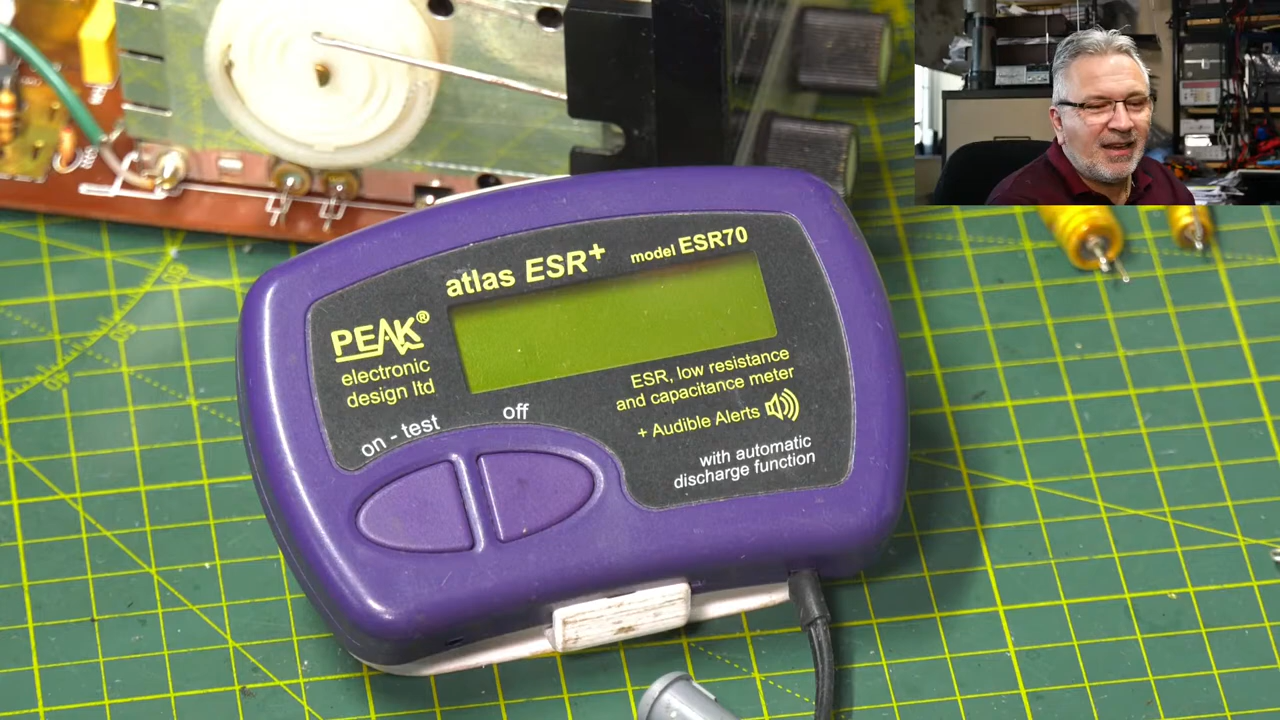 atlas ESR+ model ESR70
PEAK®
electronic
design ltd
ESR, low resistance
and capacitance meter
+ Audible Alerts
on - test
off
with automatic
discharge function